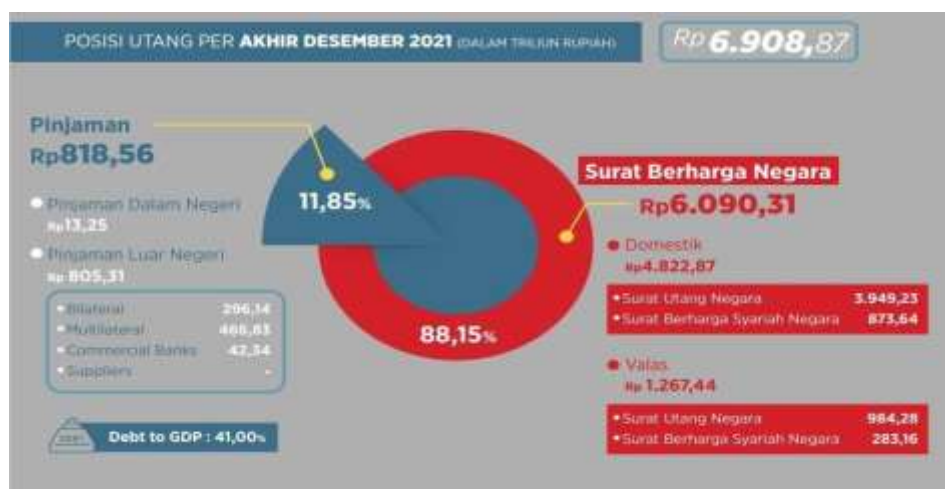 POSISI UTANG PER AKHIR DESEMBER 2021 (DALAM TRILIUN RUPIAH)
Rp 6.908,87
Pinjaman
Rp818,56
Pinjaman Dalam Negeri
Rp13,25
Pinjaman Luar Negeri
Rp 805,31
Bilateral 296,14
Multilateral 466,83
Commercial Banks 42,34
Suppliers -
Debt to GDP : 41,00%
11,85%
88,15%
Surat Berharga Negara
Rp6.090,31
Domestik
Rp4.822,87
Surat Utang Negara 3.949,23
Surat Berharga Syariah Negara 873,64
Valas
Rp 1.267,44
Surat Utang Negara 984,28
Surat Berharga Syariah Negara 283,16